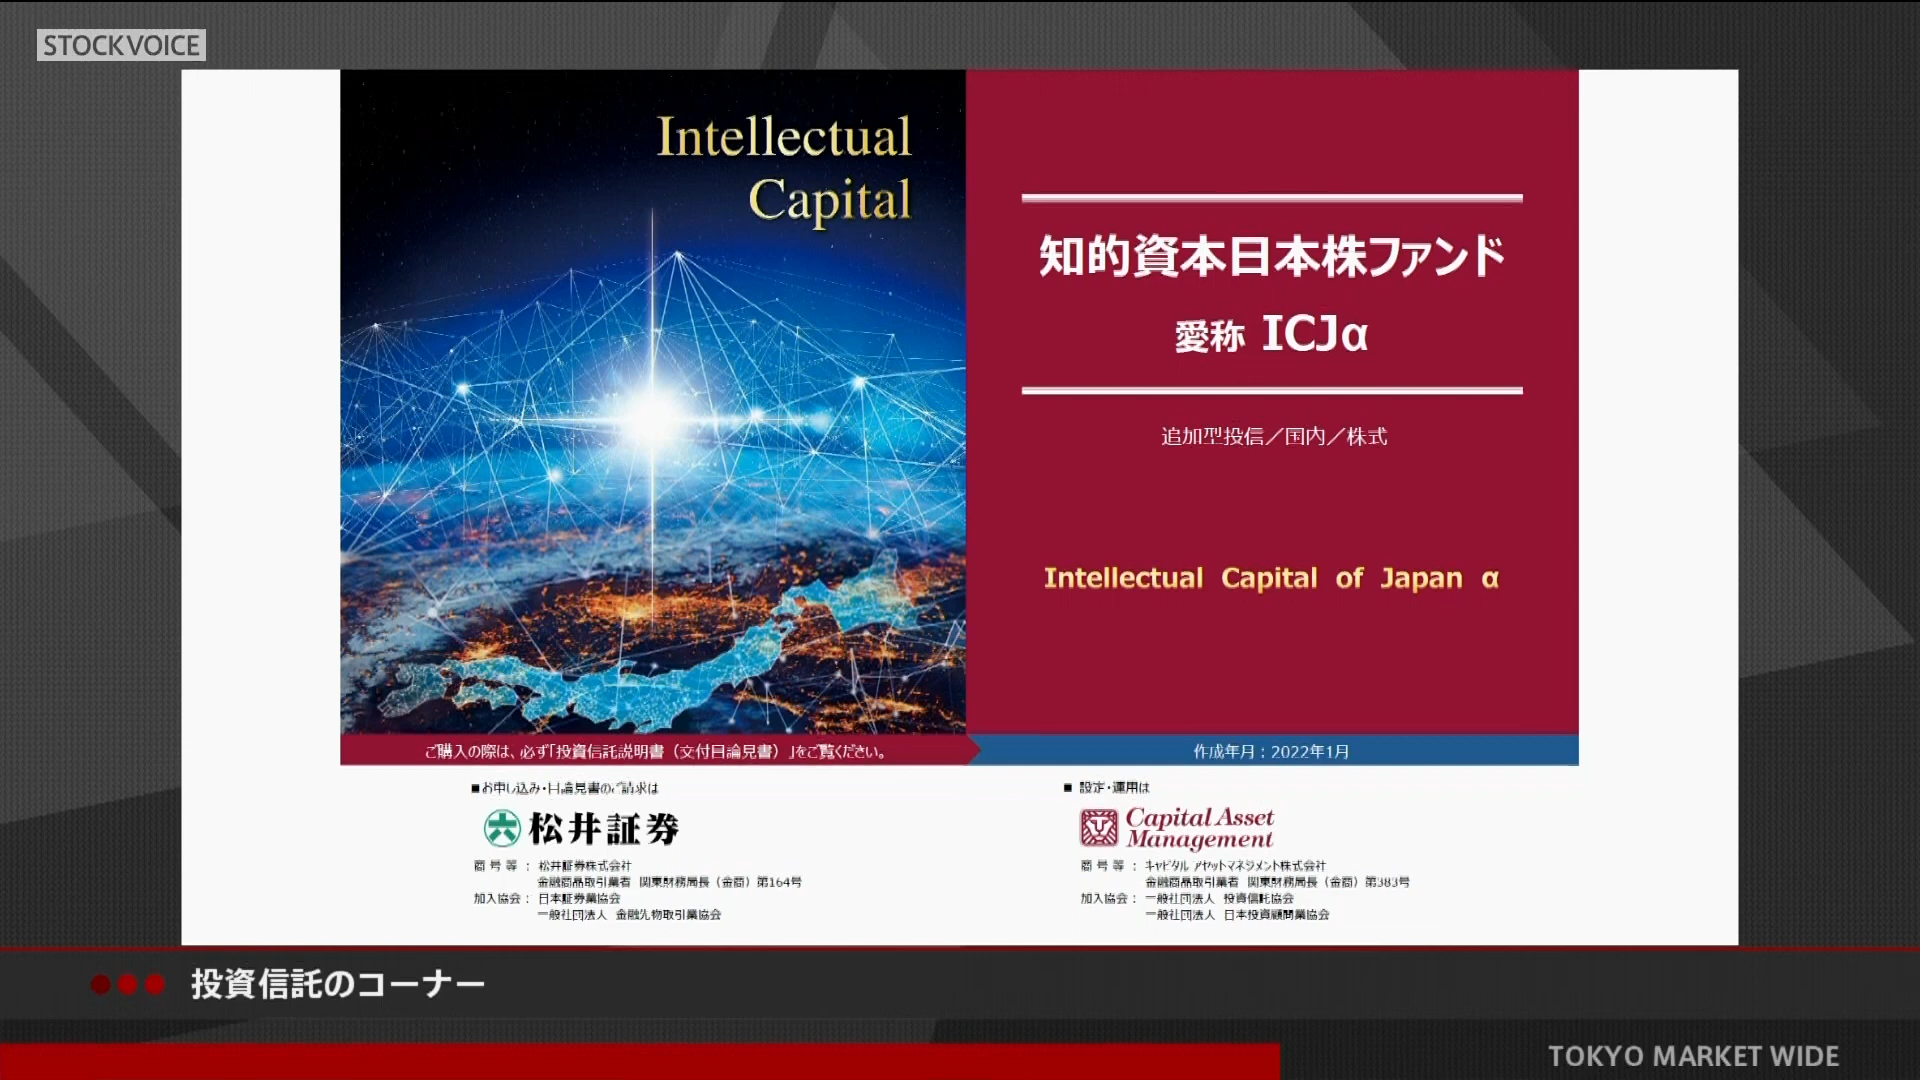 STOCKVOICE
Intellectual
Capital
知的資本日本株ファンド
愛称 ICJα
追加型投信／国内／株式
Intellectual Capital of Japan α
ご購入の際は、必ず「投資信託説明書（交付目論見書）」をご覧ください。
作成年月：2022年1月
■お申し込み・目論見書のご請求は
松井証券
商号等： 松井証券株式会社
金融商品取引業者 関東財務局長（金商）第164号
加入協会： 日本証券業協会
一般社団法人 金融先物取引業協会
■ 設定・運用は
Capital Asset
Management
商号等： キャピタル アセットマネジメント株式会社
金融商品取引業者 関東財務局長（金商）第383号
加入協会： 一般社団法人 投資信託協会
一般社団法人 日本投資顧問業協会
投資信託のコーナー
TOKYO MARKET WIDE